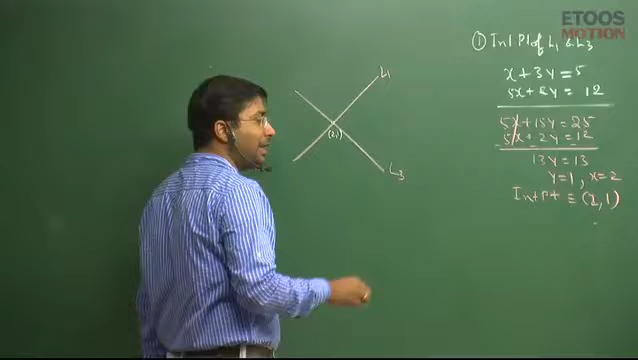 ETOOS
MOTION
① Int Pt of L₁ & L₃
x + 3y = 5
5x + 2y = 12
5x + 15y = 25
5x + 2y = 12
- - -
13y = 13
y = 1, x = 2
Int Pt ≡ (2, 1)
L₁
(2,1)
L₃